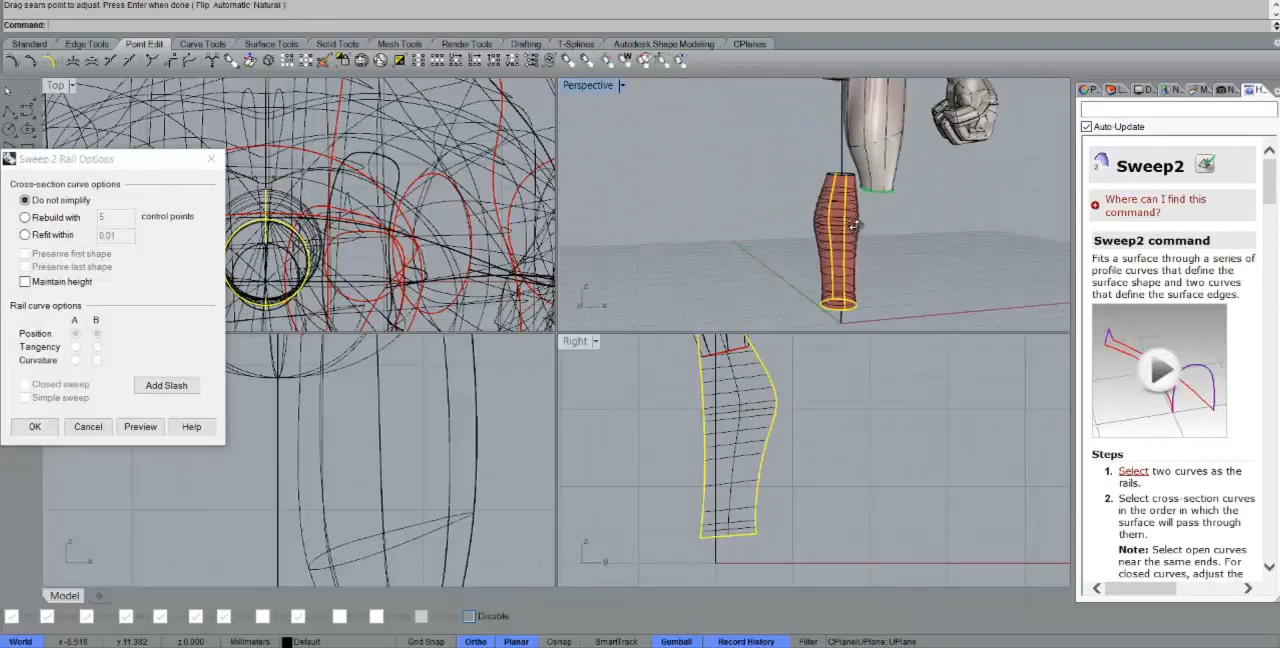 Drag seam point to adjust. Press Enter when done ( Flip Automatic Natural ):
Command:
Standard Edge Tools Point Edit Curve Tools Surface Tools Solid Tools Mesh Tools Render Tools Drafting T-Splines Autodesk Shape Modeling CPlanes
Top
Perspective
Sweep 2 Rail Options
Cross-section curve options
Do not simplify
Rebuild with 5 control points
Refit within 0.01
Preserve first shape
Preserve last shape
Maintain height
Rail curve options
A B
Position
Tangency
Curvature
Closed sweep
Simple sweep
Add Slash
OK Cancel Preview Help
z
x
z
x
Right
z
y
Auto-Update
Sweep2
Where can I find this
command?
Sweep2 command
Fits a surface through a series
of profile curves that define the
surface shape and two curves
that define the surface edges.
Steps
1. Select two curves as the
rails.
2. Select cross-section curves
in the order in which the
surface will pass through
them.
Note: Select open curves
near the same ends. For
closed curves, adjust the
Model
Disable
World x -5.516 y 11.382 z 0.000 Millimeters Default Grid Snap Ortho Planar Osnap SmartTrack Gumball Record History Filter